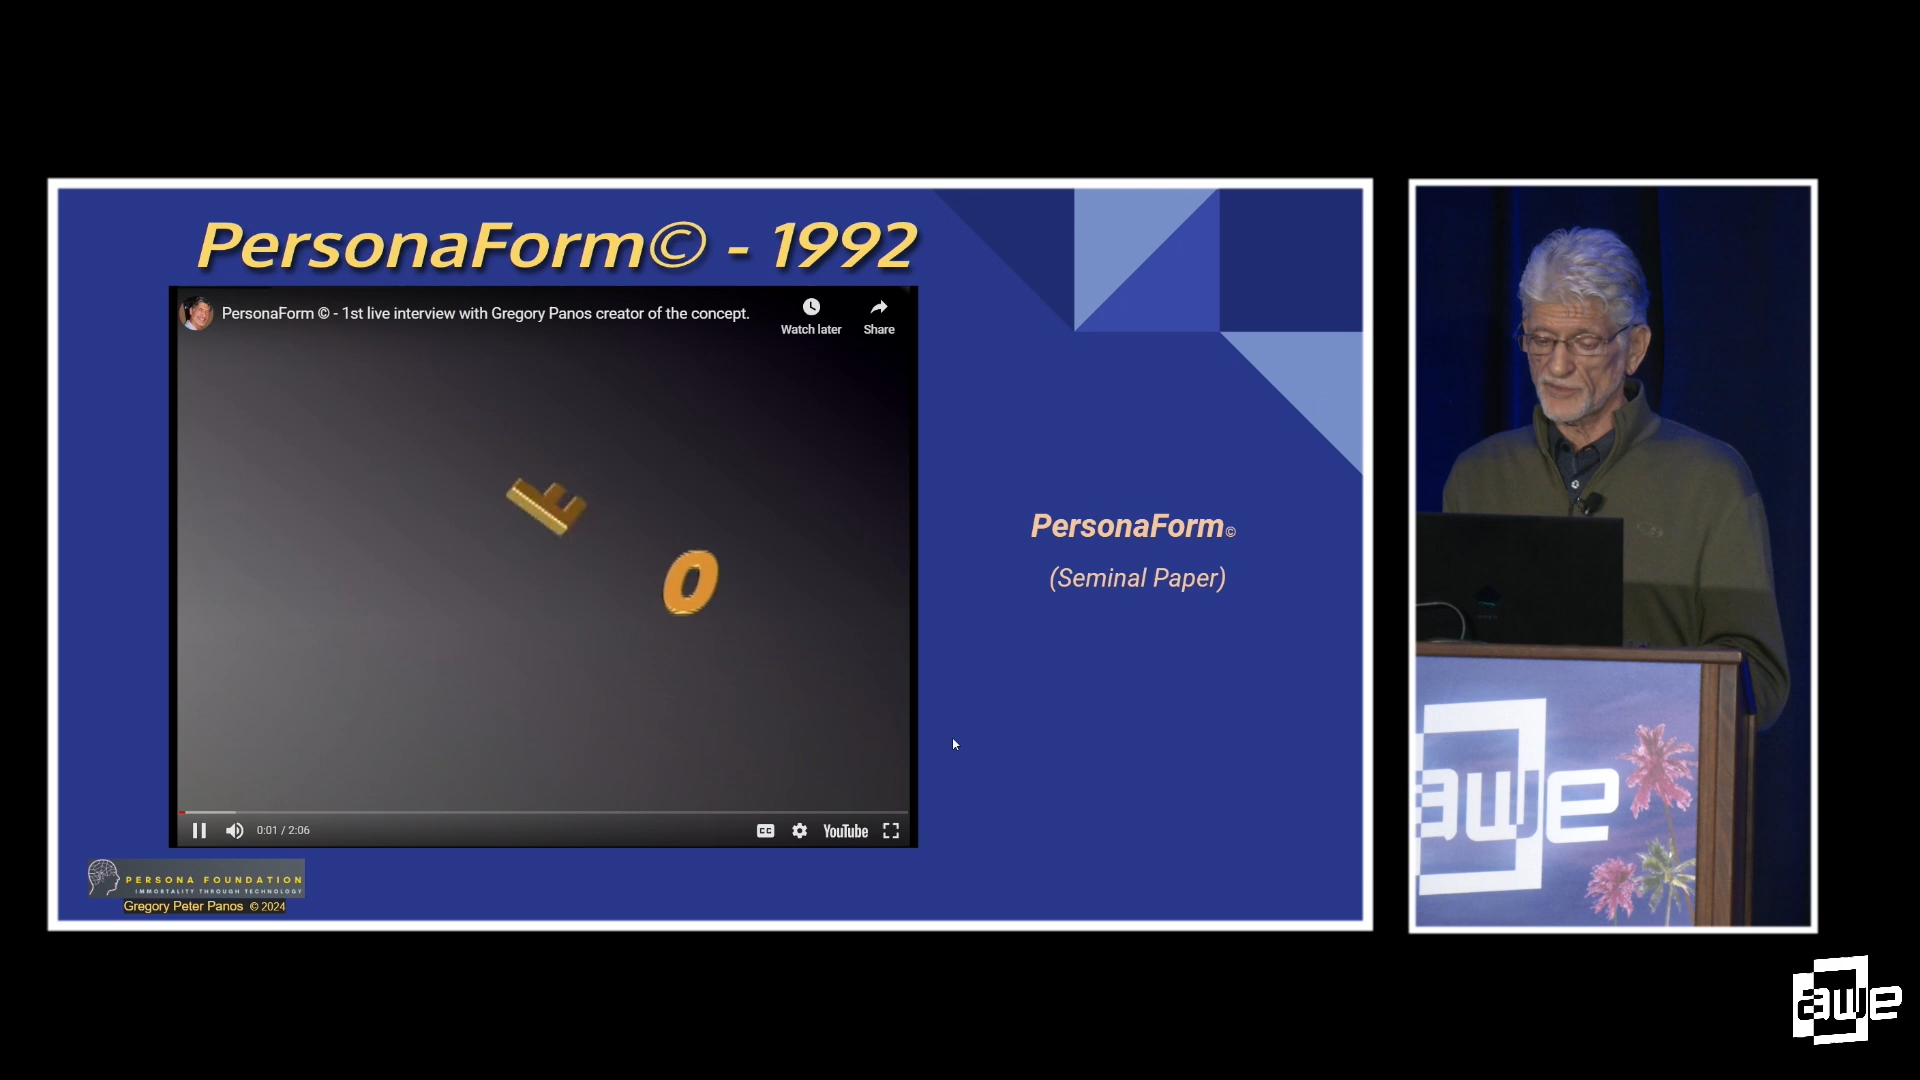 PersonaForm© - 1992
PersonaForm © - 1st live interview with Gregory Panos creator of the concept.
Watch later
Share
F
O
PersonaForm©
(Seminal Paper)
0:01 / 2:06
CC
YouTube
PERSONA FOUNDATION
IMMORTALITY THROUGH TECHNOLOGY
Gregory Peter Panos © 2024
awe
awe